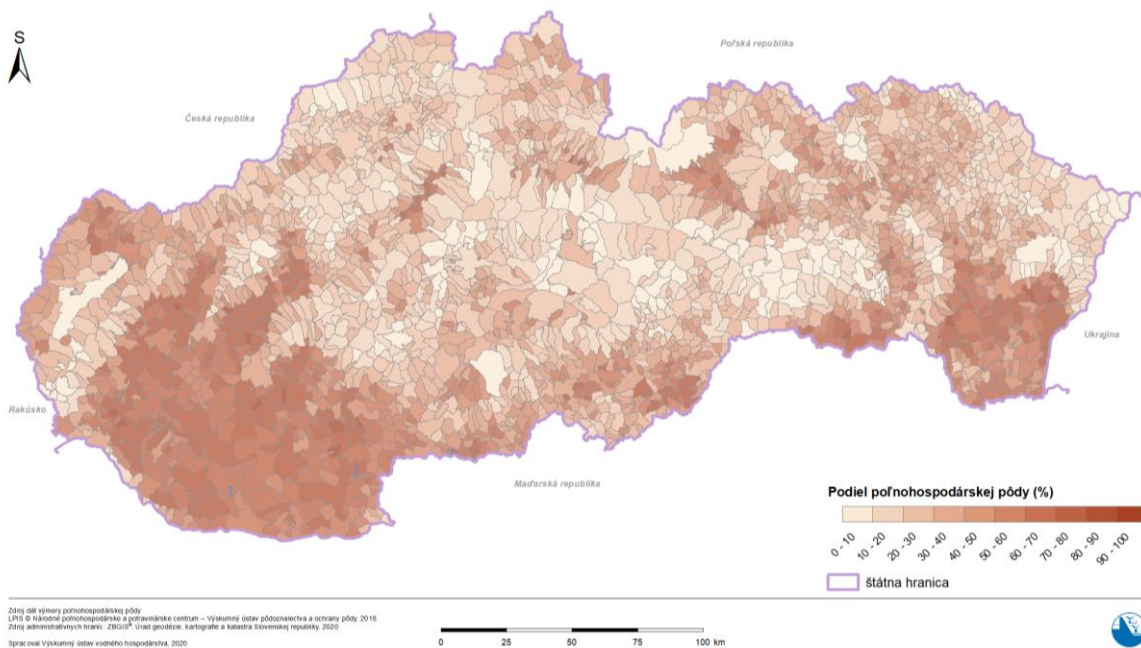 S
Poľská republika
Česká republika
Ukrajina
Rakúsko
Maďarská republika
Podiel poľnohospodárskej pôdy (%)
0 - 10
10 - 20
20 - 30
30 - 40
40 - 50
50 - 60
60 - 70
70 - 80
80 - 90
90 - 100
štátna hranica
Zdroj dát výmery poľnohospodárskej pôdy:
LPIS © Národné poľnohospodárske a potravinárske centrum – Výskumný ústav pôdoznalectva a ochrany pôdy, 2018
Zdroj administratívnych hraníc: ZBGIS®, Úrad geodézie, kartografie a katastra Slovenskej republiky, 2020
Spracoval Výskumný ústav vodného hospodárstva, 2020
0 25 50 75 100 km